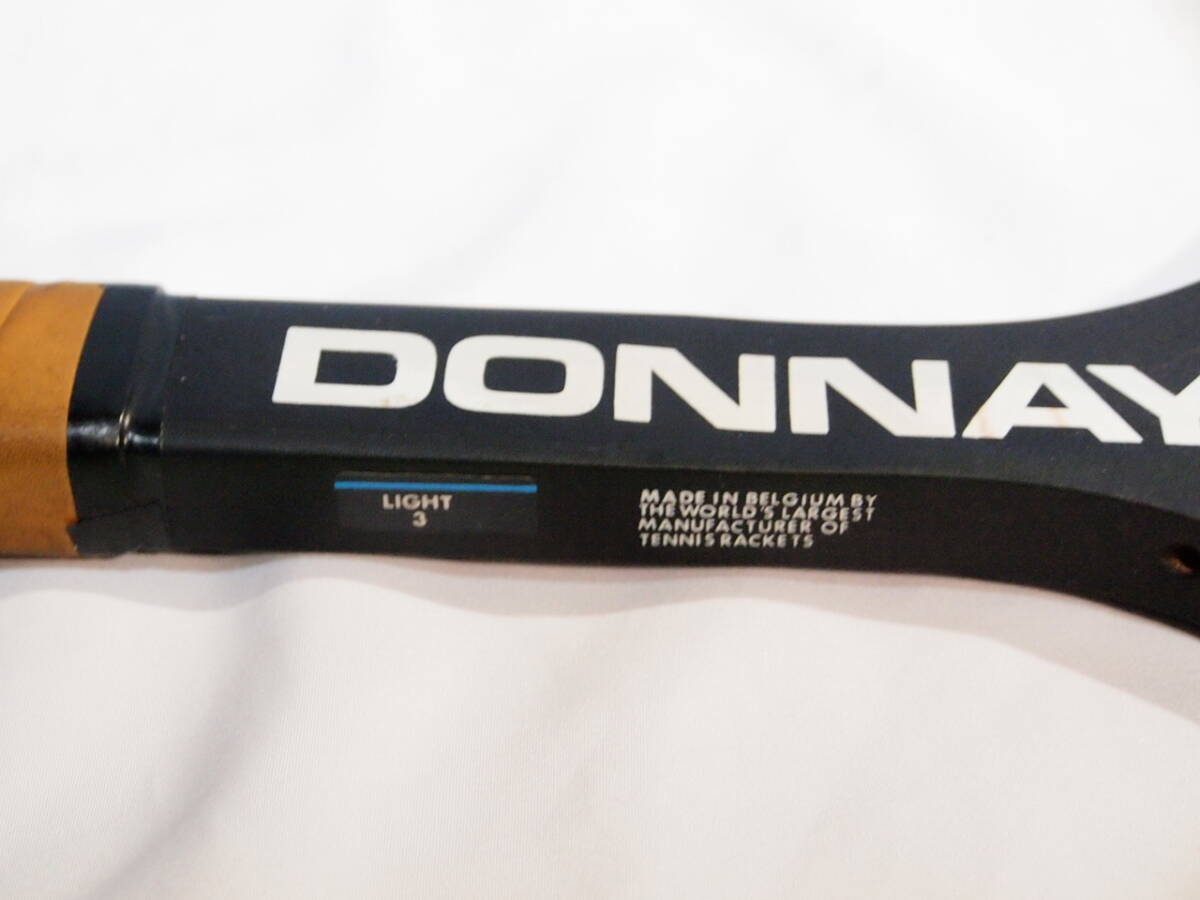 DONNAY
LIGHT
3
MADE IN BELGIUM BY
THE WORLD'S LARGEST
MANUFACTURER OF
TENNIS RACKETS